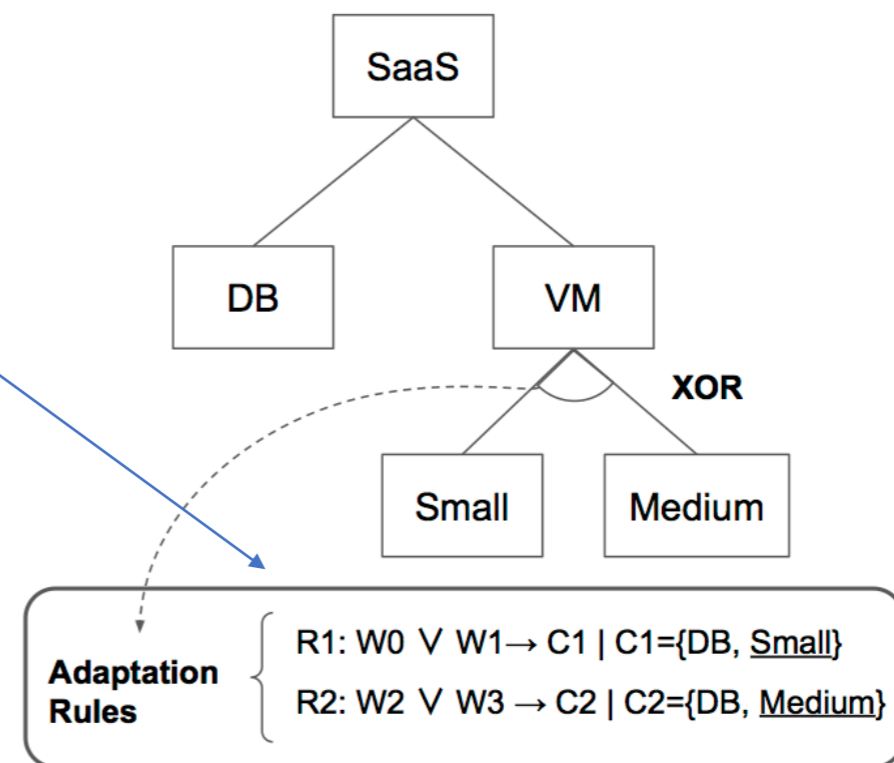 SaaS
DB
VM
XOR
Small
Medium
Adaptation
Rules
R1: W0 ∨ W1→ C1 | C1={DB, Small}
R2: W2 ∨ W3 → C2 | C2={DB, Medium}